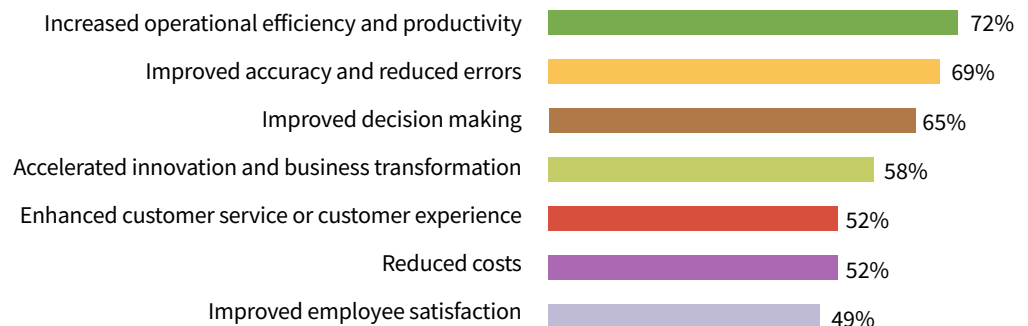 Increased operational efficiency and productivity 72%
Improved accuracy and reduced errors 69%
Improved decision making 65%
Accelerated innovation and business transformation 58%
Enhanced customer service or customer experience 52%
Reduced costs 52%
Improved employee satisfaction 49%